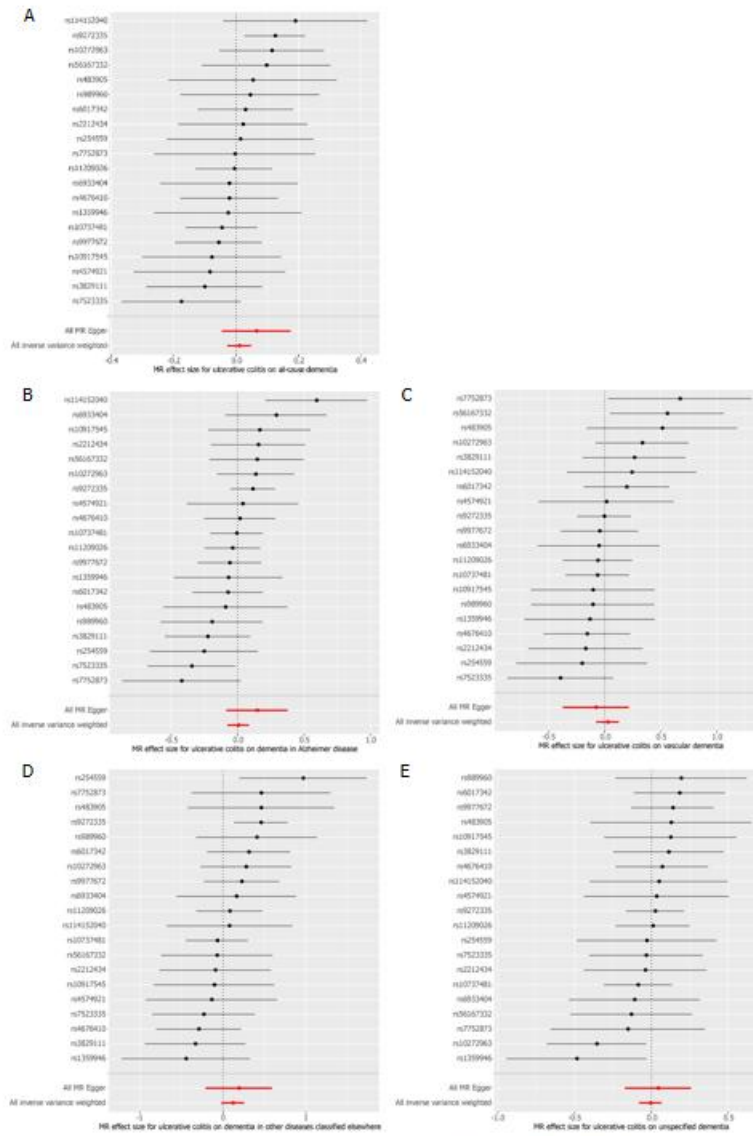 A
rs114152040
rs9272335
rs10272963
rs56167332
rs483905
rs989960
rs6017342
rs2212434
rs254559
rs7752873
rs11209026
rs6933404
rs4676410
rs1359946
rs10737481
rs9977672
rs10917545
rs4574921
rs3829111
rs7523335
All MR Egger
All inverse variance weighted
-0.4 -0.2 0.0 0.2 0.4
MR effect size for ulcerative colitis on all-cause dementia
B
rs114152040
rs6933404
rs10917545
rs2212434
rs56167332
rs10272963
rs9272335
rs4574921
rs4676410
rs10737481
rs11209026
rs9977672
rs1359946
rs6017342
rs483905
rs989960
rs3829111
rs254559
rs7523335
rs7752873
All MR Egger
All inverse variance weighted
-0.5 0.0 0.5 1.0
MR effect size for ulcerative colitis on dementia in Alzheimer disease
C
rs7752873
rs56167332
rs483905
rs10272963
rs3829111
rs114152040
rs6017342
rs4574921
rs9272335
rs9977672
rs6933404
rs11209026
rs10737481
rs10917545
rs989960
rs1359946
rs4676410
rs2212434
rs254559
rs7523335
All MR Egger
All inverse variance weighted
-0.5 0.0 0.5 1.0
MR effect size for ulcerative colitis on vascular dementia
D
rs254559
rs7752873
rs483905
rs9272335
rs989960
rs6017342
rs10272963
rs9977672
rs6933404
rs11209026
rs114152040
rs10737481
rs56167332
rs2212434
rs10917545
rs4574921
rs7523335
rs4676410
rs3829111
rs1359946
All MR Egger
All inverse variance weighted
MR effect size for ulcerative colitis on dementia in other diseases classified elsewhere
E
rs989960
rs6017342
rs9977672
rs483905
rs10917545
rs3829111
rs4676410
rs114152040
rs4574921
rs9272335
rs11209026
rs254559
rs7523335
rs2212434
rs10737481
rs6933404
rs56167332
rs7752873
rs10272963
rs1359946
All MR Egger
All inverse variance weighted
-1.0 -0.5 0.0 0.5
MR effect size for ulcerative colitis on unspecified dementia